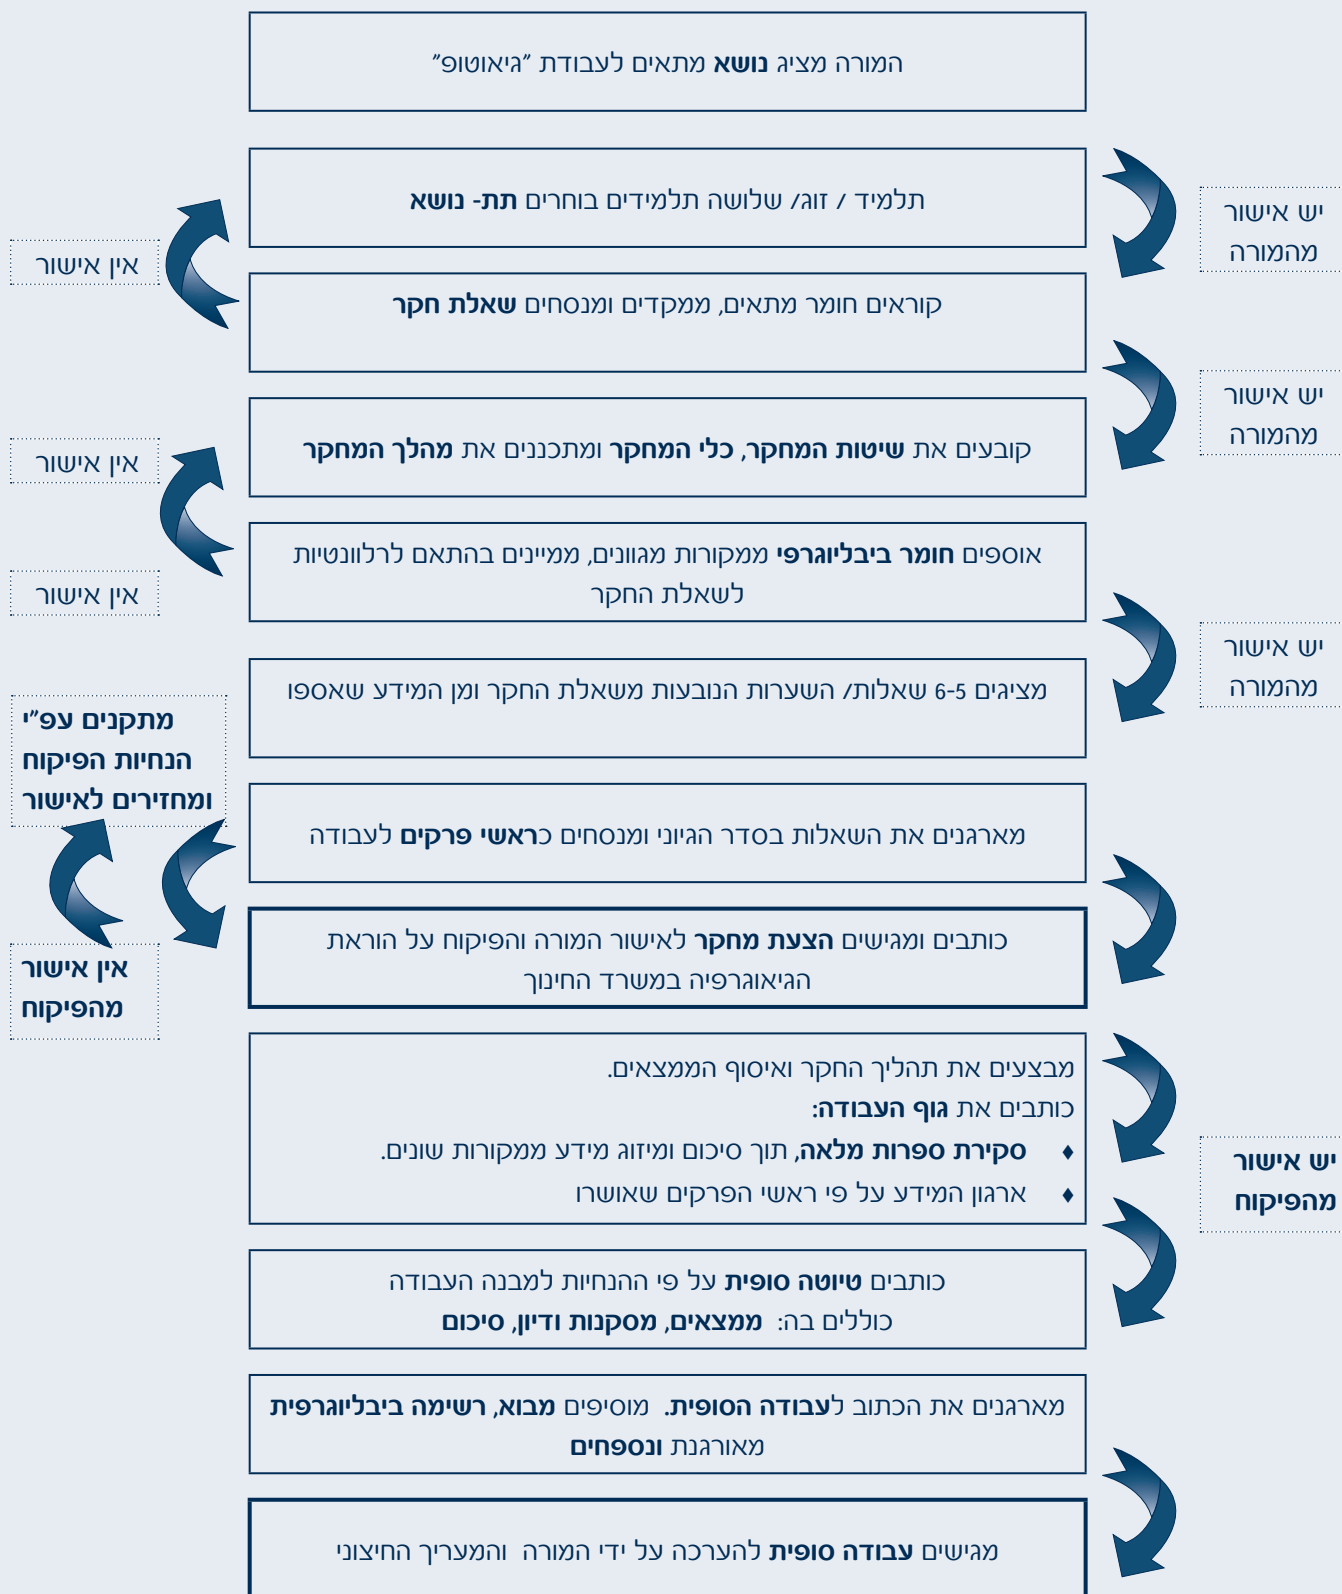 המורה מציג נושא מתאים לעבודת "גיאוטופ"
תלמיד / זוג/ שלושה תלמידים בוחרים תת- נושא
יש אישור
מהמורה
אין אישור
קוראים חומר מתאים, ממקדים ומנסחים שאלת חקר
יש אישור
מהמורה
קובעים את שיטות המחקר, כלי המחקר ומתכננים את מהלך המחקר
אין אישור
אוספים חומר ביבליוגרפי ממקורות מגוונים, ממיינים בהתאם לרלוונטיות
לשאלת החקר
אין אישור
יש אישור
מהמורה
מציגים 6-5 שאלות/ השערות הנובעות משאלת החקר ומן המידע שאספו
מתקנים עפ"י
הנחיות הפיקוח
ומחזירים לאישור
מארגנים את השאלות בסדר הגיוני ומנסחים כראשי פרקים לעבודה
כותבים ומגישים הצעת מחקר לאישור המורה והפיקוח על הוראת
הגיאוגרפיה במשרד החינוך
אין אישור
מהפיקוח
מבצעים את תהליך החקר ואיסוף הממצאים.
כותבים את גוף העבודה:
♦ סקירת ספרות מלאה, תוך סיכום ומיזוג מידע ממקורות שונים.
♦ ארגון המידע על פי ראשי הפרקים שאושרו
יש אישור
מהפיקוח
כותבים טיוטה סופית על פי ההנחיות למבנה העבודה
כוללים בה: ממצאים, מסקנות ודיון, סיכום
מארגנים את הכתוב לעבודה הסופית. מוסיפים מבוא, רשימה ביבליוגרפית
מאורגנת ונספחים
מגישים עבודה סופית להערכה על ידי המורה והמעריך החיצוני